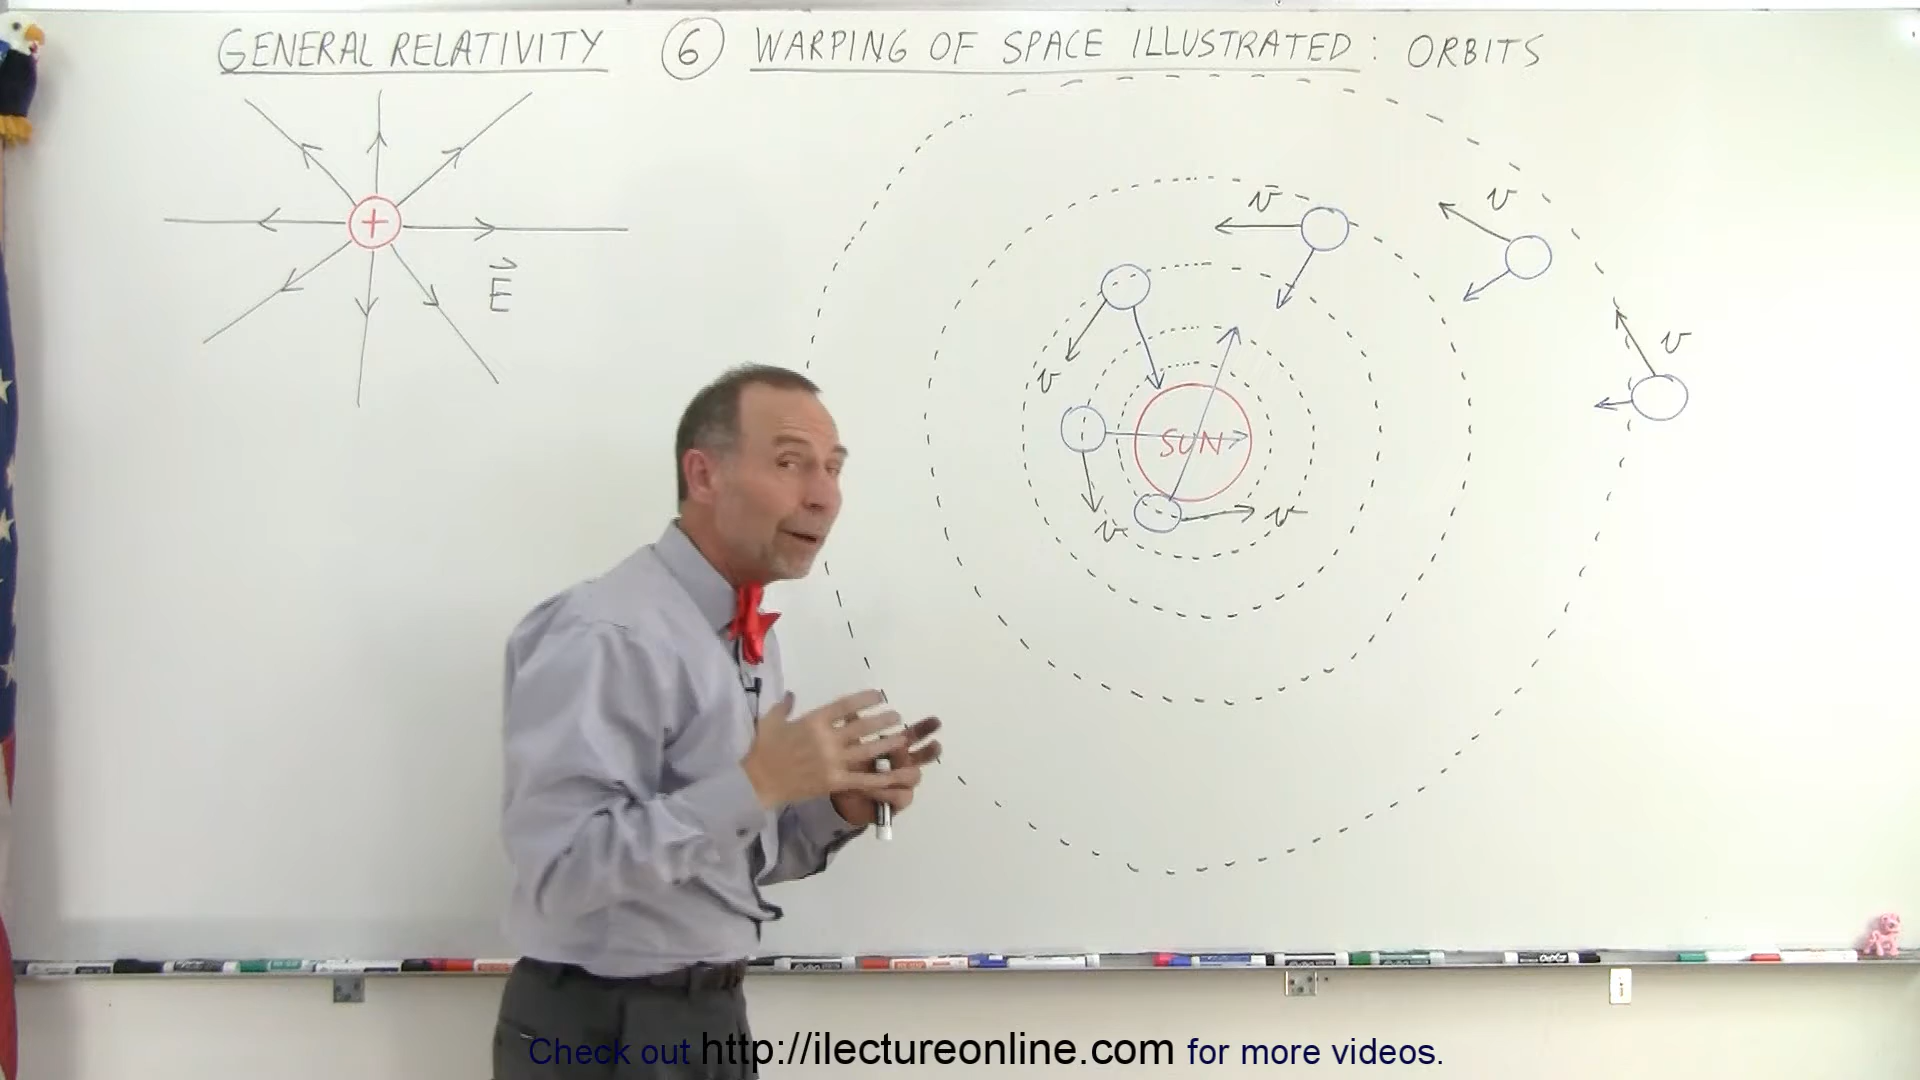 GENERAL RELATIVITY ⑥ WARPING OF SPACE ILLUSTRATED: ORBITS
+
E
v
v
v
v
SUN
v
v
Check out http://ilectureonline.com for more videos.